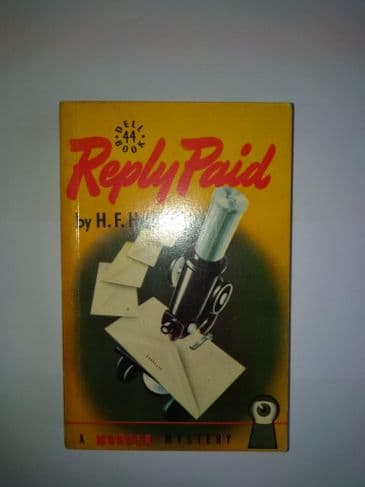 DELL
44
BOOK
Reply Paid
by H. F. H
A MURDER MYSTERY